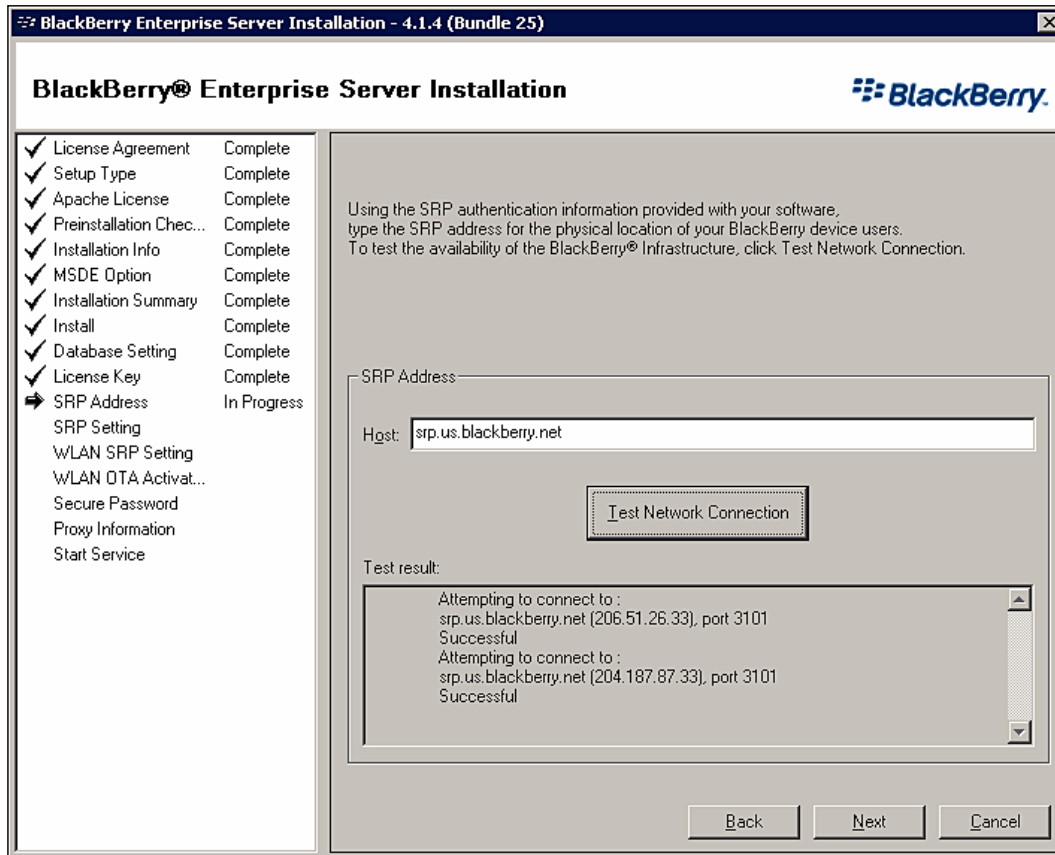 BlackBerry Enterprise Server Installation - 4.1.4 (Bundle 25)
BlackBerry® Enterprise Server Installation
BlackBerry.
License Agreement Complete
Setup Type Complete
Apache License Complete
Preinstallation Chec... Complete
Installation Info Complete
MSDE Option Complete
Installation Summary Complete
Install Complete
Database Setting Complete
License Key Complete
SRP Address In Progress
SRP Setting
WLAN SRP Setting
WLAN OTA Activat...
Secure Password
Proxy Information
Start Service
Using the SRP authentication information provided with your software,
type the SRP address for the physical location of your BlackBerry device users.
To test the availability of the BlackBerry® Infrastructure, click Test Network Connection.
SRP Address
Host: srp.us.blackberry.net
Test Network Connection
Test result:
Attempting to connect to :
srp.us.blackberry.net (206.51.26.33), port 3101
Successful
Attempting to connect to :
srp.us.blackberry.net (204.187.87.33), port 3101
Successful
Back Next Cancel